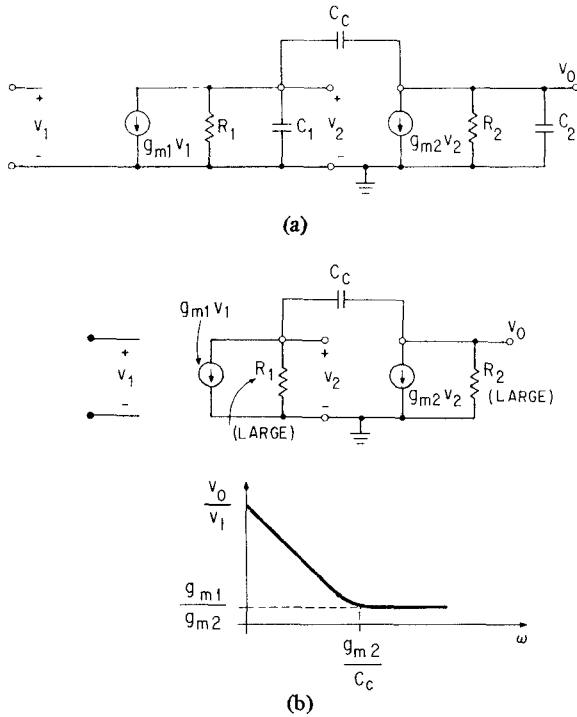 C_C
V_O
+
V_1
-
g_m1 V_1
R_1
C_1
+
V_2
-
g_m2 V_2
R_2
C_2
(a)
C_C
g_m1 V_1
V_O
+
V_1
-
R_1
(LARGE)
+
V_2
-
g_m2 V_2
R_2
(LARGE)
V_O
V_1
g_m1
g_m2
ω
g_m2
C_C
(b)